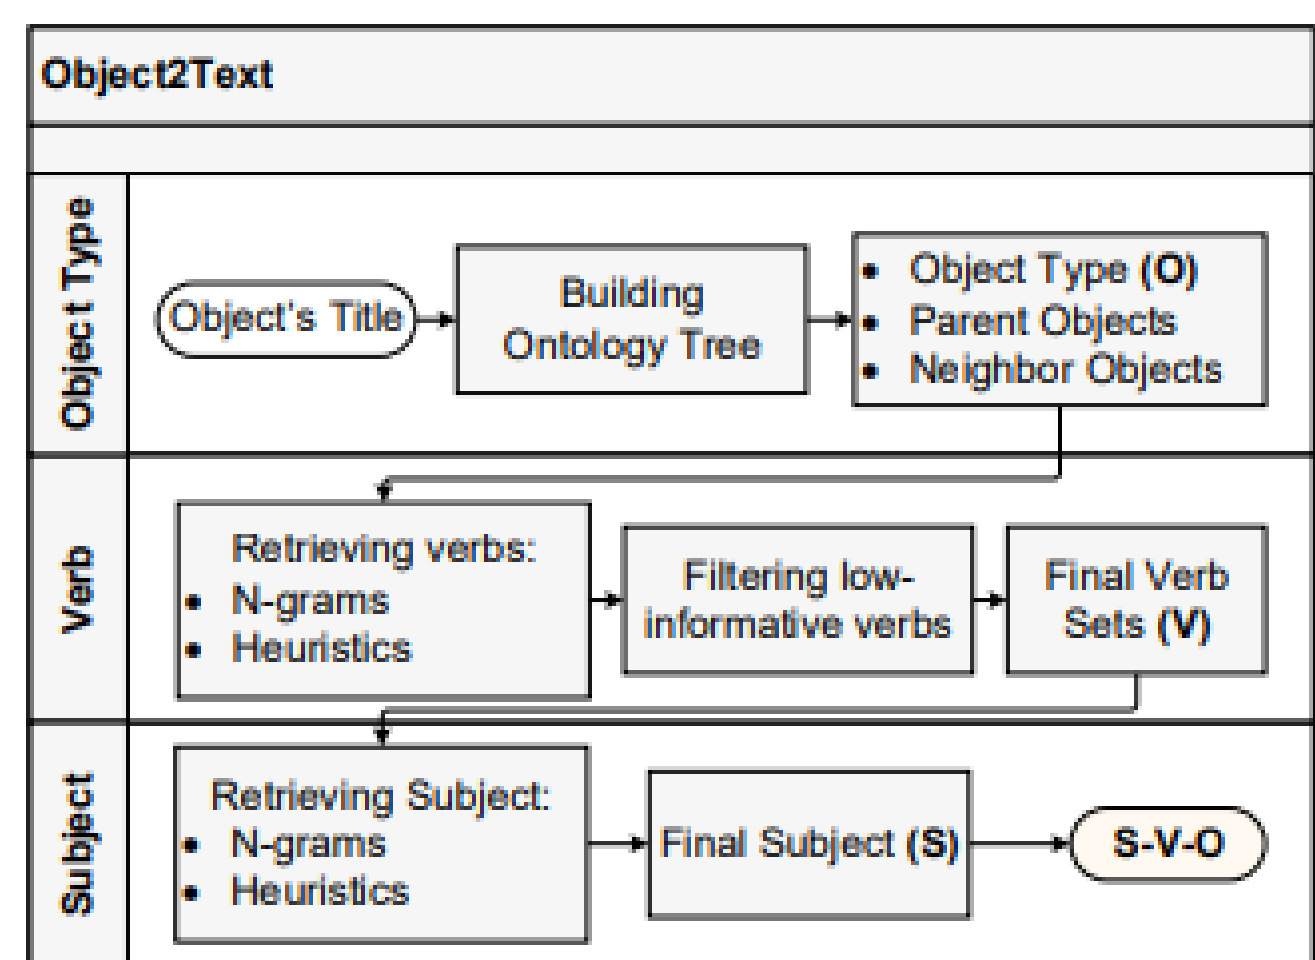 Object2Text
Object Type
Object's Title
Building
Ontology Tree
• Object Type (O)
• Parent Objects
• Neighbor Objects
Verb
Retrieving verbs:
• N-grams
• Heuristics
Filtering low-
informative verbs
Final Verb
Sets (V)
Subject
Retrieving Subject:
• N-grams
• Heuristics
Final Subject (S)
S-V-O